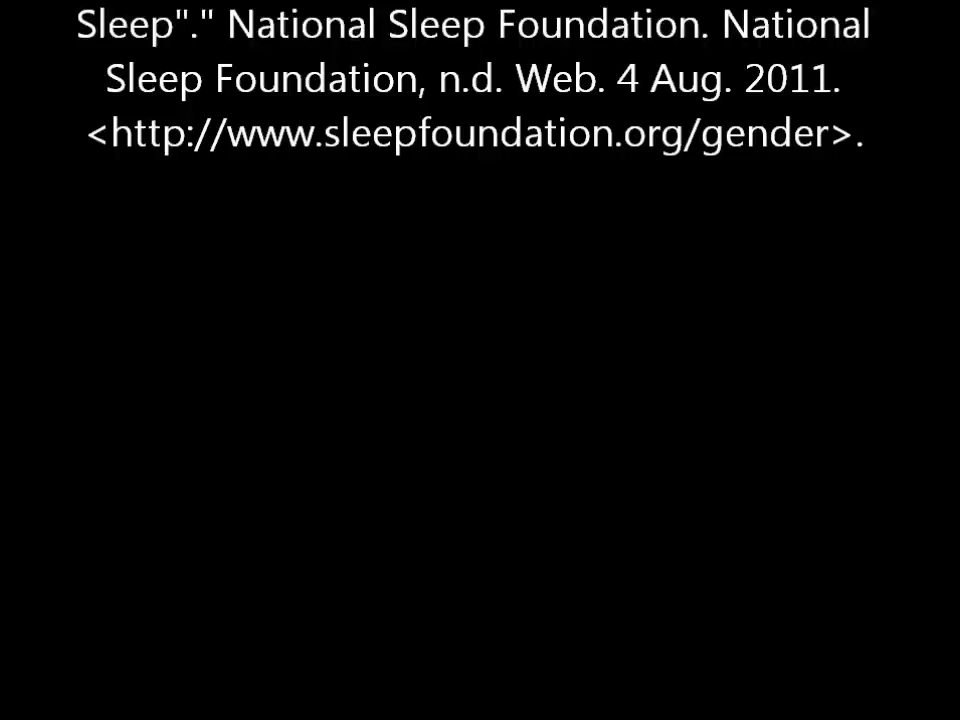 Sleep"." National Sleep Foundation. National
Sleep Foundation, n.d. Web. 4 Aug. 2011.
<http://www.sleepfoundation.org/gender>.